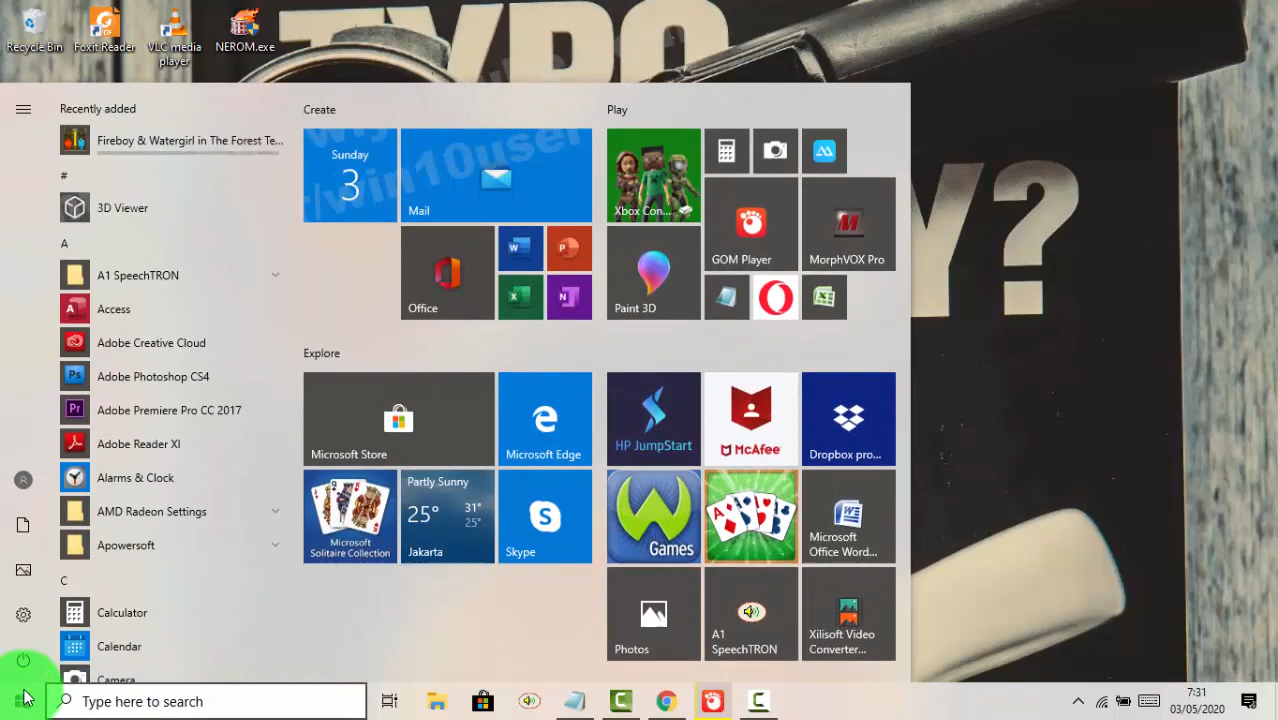 TYPO
Recycle Bin
Foxit Reader
VLC media
player
NEROM.exe
Y?
Recently added
Fireboy & Watergirl in The Forest Te...
#
3D Viewer
A
A1 SpeechTRON
Access
Adobe Creative Cloud
Adobe Photoshop CS4
Adobe Premiere Pro CC 2017
Adobe Reader XI
Alarms & Clock
AMD Radeon Settings
Apowersoft
C
Calculator
Calendar
Camera
Create
Sunday
3
Mail
Office
/win10user
Explore
Microsoft Store
Microsoft Edge
Microsoft
Solitaire Collection
Partly Sunny
25°
31°
25°
Jakarta
Skype
Play
Xbox Con...
GOM Player
MorphVOX Pro
Paint 3D
HP JumpStart
McAfee
Dropbox pro...
Games
Microsoft
Office Word...
Photos
A1
SpeechTRON
Xilisoft Video
Converter...
Type here to search
7:31
03/05/2020